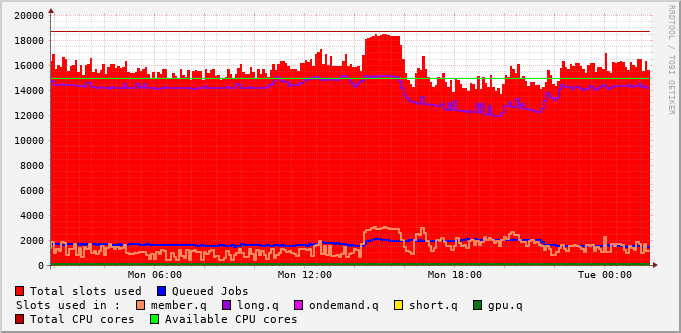 20000
18000
16000
14000
12000
10000
8000
6000
4000
2000
0
Mon 06:00 Mon 12:00 Mon 18:00 Tue 00:00
RRDTOOL / TOBI OETIKER
Total slots used Queued Jobs
Slots used in : member.q long.q ondemand.q short.q gpu.q
Total CPU cores Available CPU cores